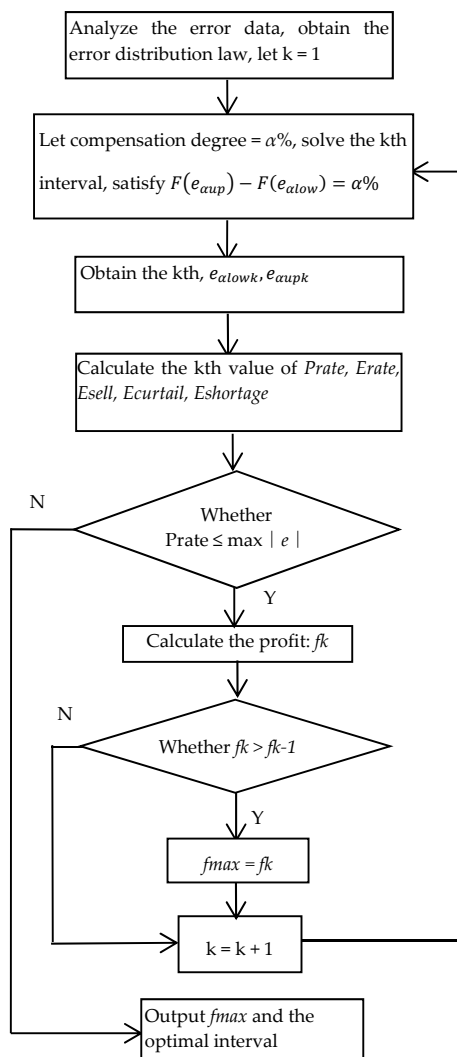 Analyze the error data, obtain the
error distribution law, let k = 1
Let compensation degree = α%, solve the kth
interval, satisfy F(eαup) − F(eαlow) = α%
Obtain the kth, eαlowk, eαupk
Calculate the kth value of Prate, Erate,
Esell, Ecurtail, Eshortage
N
Whether
Prate ≤ max | e |
Y
Calculate the profit: fk
N
Whether fk > fk-1
Y
fmax = fk
k = k + 1
Output fmax and the
optimal interval